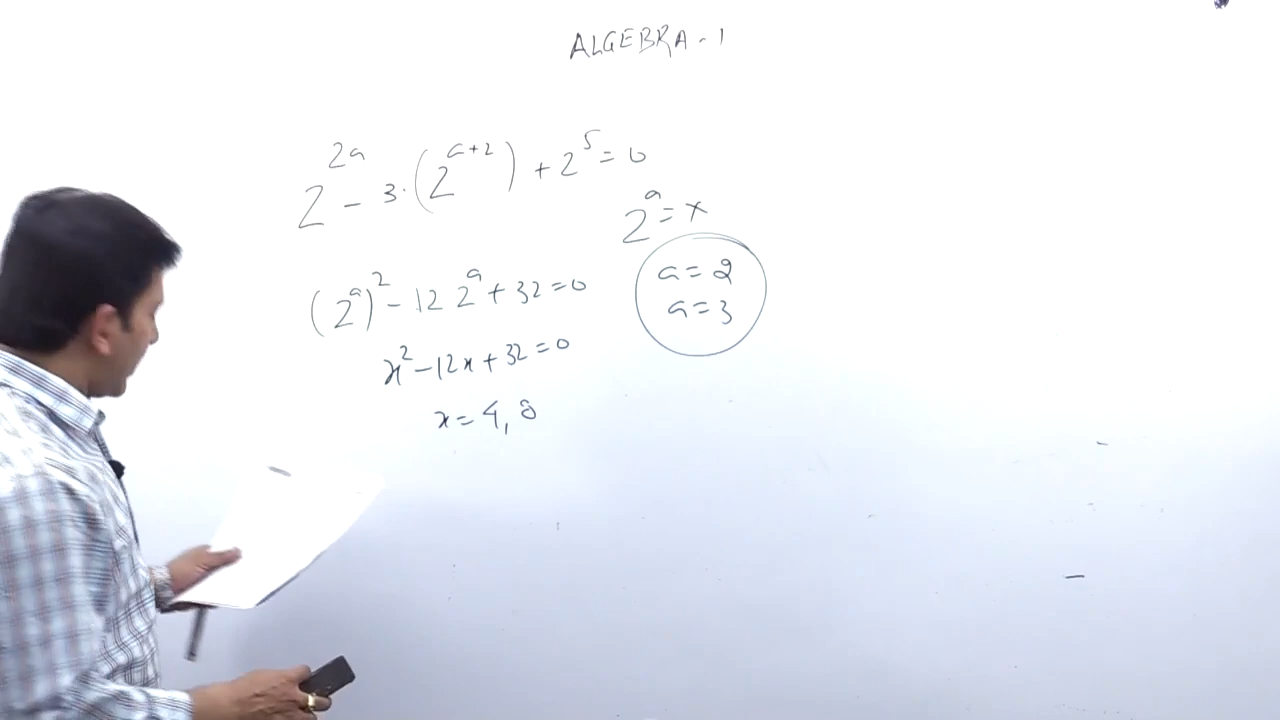 ALGEBRA - 1
2^{2a} - 3·(2^{a+2}) + 2^5 = 0
2^a = x
(2^a)^2 - 12 2^a + 32 = 0
a = 2
a = 3
x^2 - 12x + 32 = 0
x = 4, 8